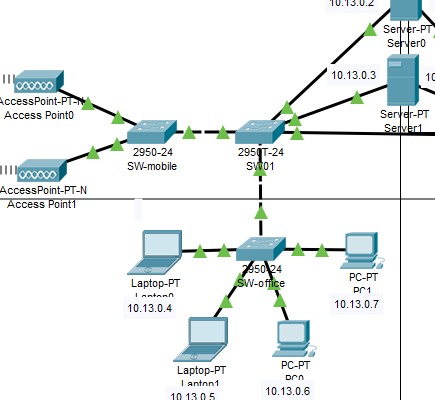 10.13.0.2
Server-PT
Server0
10.13.0.3
10
Server-PT
Server1
AccessPoint-PT-N
Access Point0
2950-24
SW-mobile
2950T-24
SW01
AccessPoint-PT-N
Access Point1
2950-24
SW-office
Laptop-PT
Laptop0
10.13.0.4
PC-PT
PC1
10.13.0.7
Laptop-PT
Laptop1
10.13.0.5
PC-PT
PC0
10.13.0.6